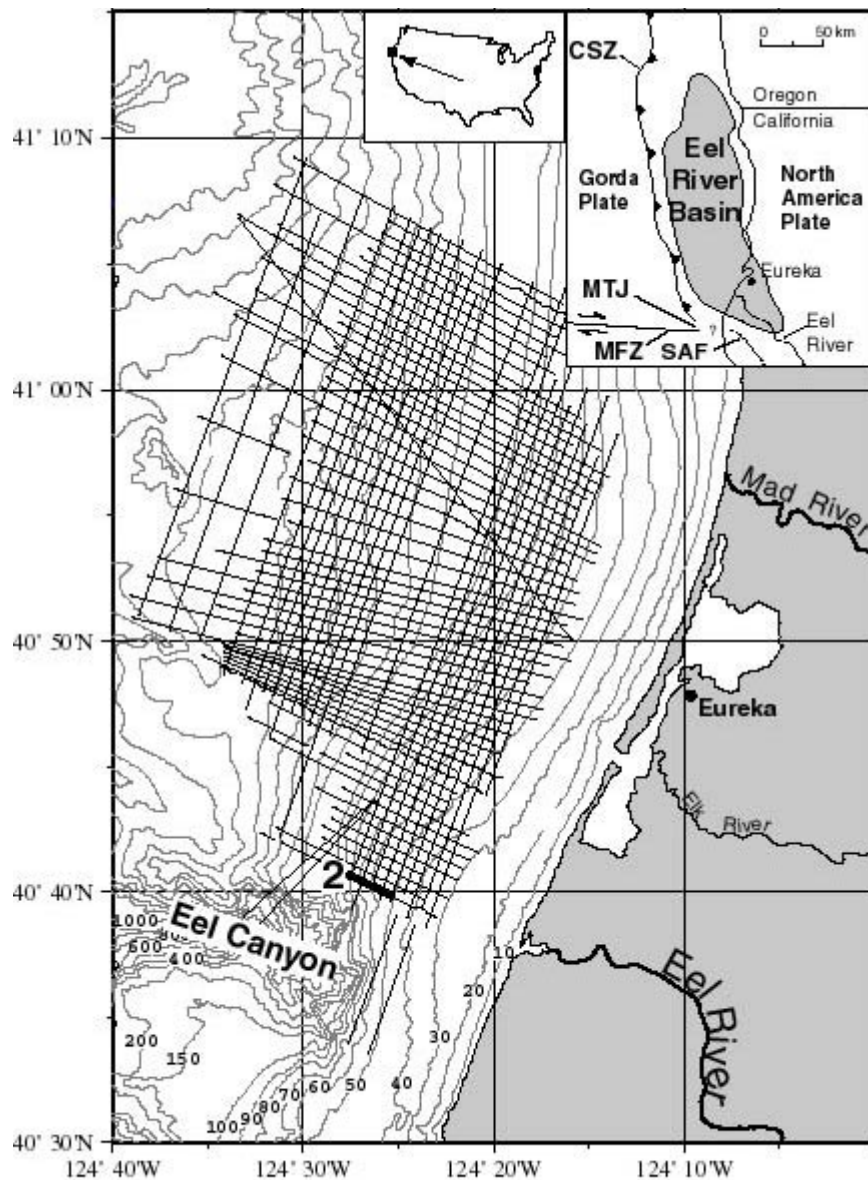 CSZ
0 50 km
Oregon
California
Eel
River
Basin
Gorda
Plate
North
America
Plate
Eureka
MTJ
MFZ
SAF
?
Eel
River
41° 10'N
41° 00'N
Mad River
40° 50'N
Eureka
Elk River
2
40° 40'N
Eel Canyon
1000
600
400
200
150
100
90
80
70
60
50
40
30
20
10
Eel River
40° 30'N
124° 40'W
124° 30'W
124° 20'W
124° 10'W